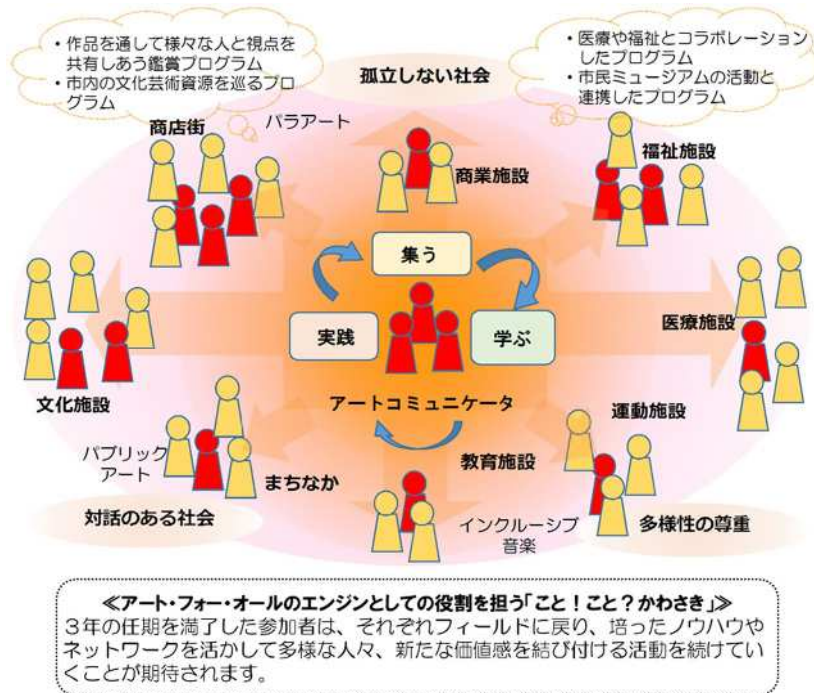 ・作品を通して様々な人と視点を
共有しあう鑑賞プログラム
・市内の文化芸術資源を巡るプロ
グラム
・医療や福祉とコラボレーション
したプログラム
・市民ミュージアムの活動と
連携したプログラム
孤立しない社会
パラアート
商店街
商業施設
福祉施設
集う
実践
学ぶ
医療施設
文化施設
アートコミュニケータ
運動施設
パブリック
アート
まちなか
教育施設
対話のある社会
インクルーシブ
音楽
多様性の尊重
≪アート・フォー・オールのエンジンとしての役割を担う「こと！こと？かわさき」≫
３年の任期を満了した参加者は、それぞれフィールドに戻り、培ったノウハウや
ネットワークを活かして多様な人々、新たな価値感を結び付ける活動を続けてい
くことが期待されます。